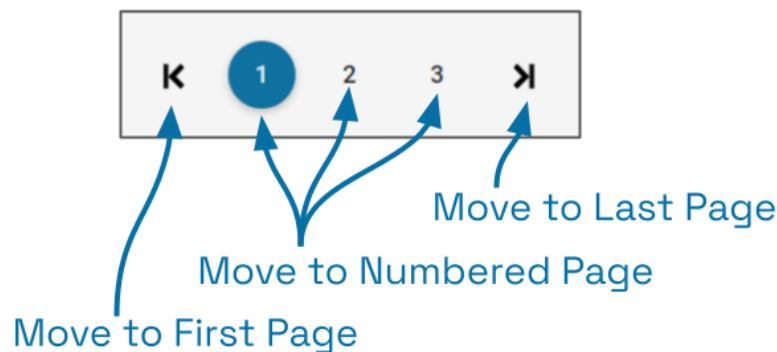 1 2 3
Move to Last Page
Move to Numbered Page
Move to First Page